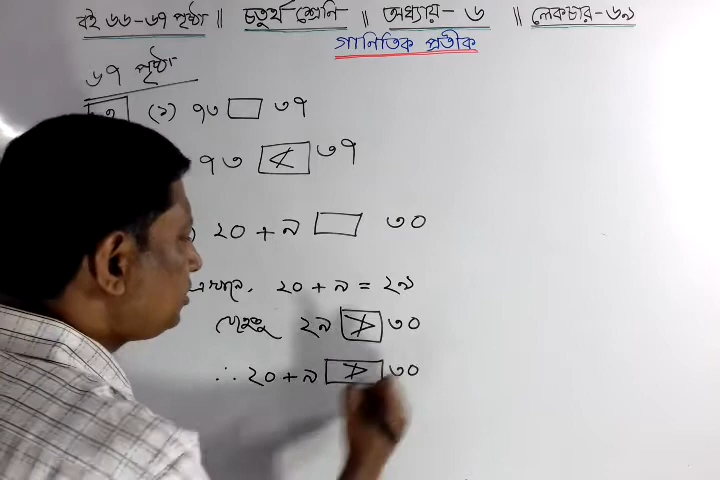 বই ৬৬-৬৭ পৃষ্ঠা || চতুর্থ শ্রেণি || অধ্যায়- ৬ || লেকচার-৬৯
গানিতিক প্রতীক
৬৭ পৃষ্ঠা
(১) ৭৩ □ ৩৭
৭৩ ≮ ৩৭
২০ + ৯ □ ৩০
এখানে, ২০ + ৯ = ২৯
যেহেতু ২৯ ≯ ৩০
∴ ২০ + ৯ ≯ ৩০